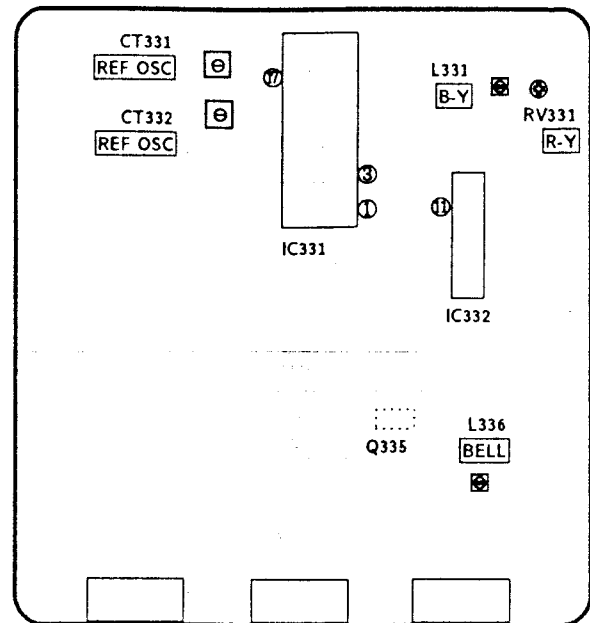 CT331
REF OSC
CT332
REF OSC
17
3
1
IC331
L331
B-Y
RV331
R-Y
11
IC332
Q335
L336
BELL